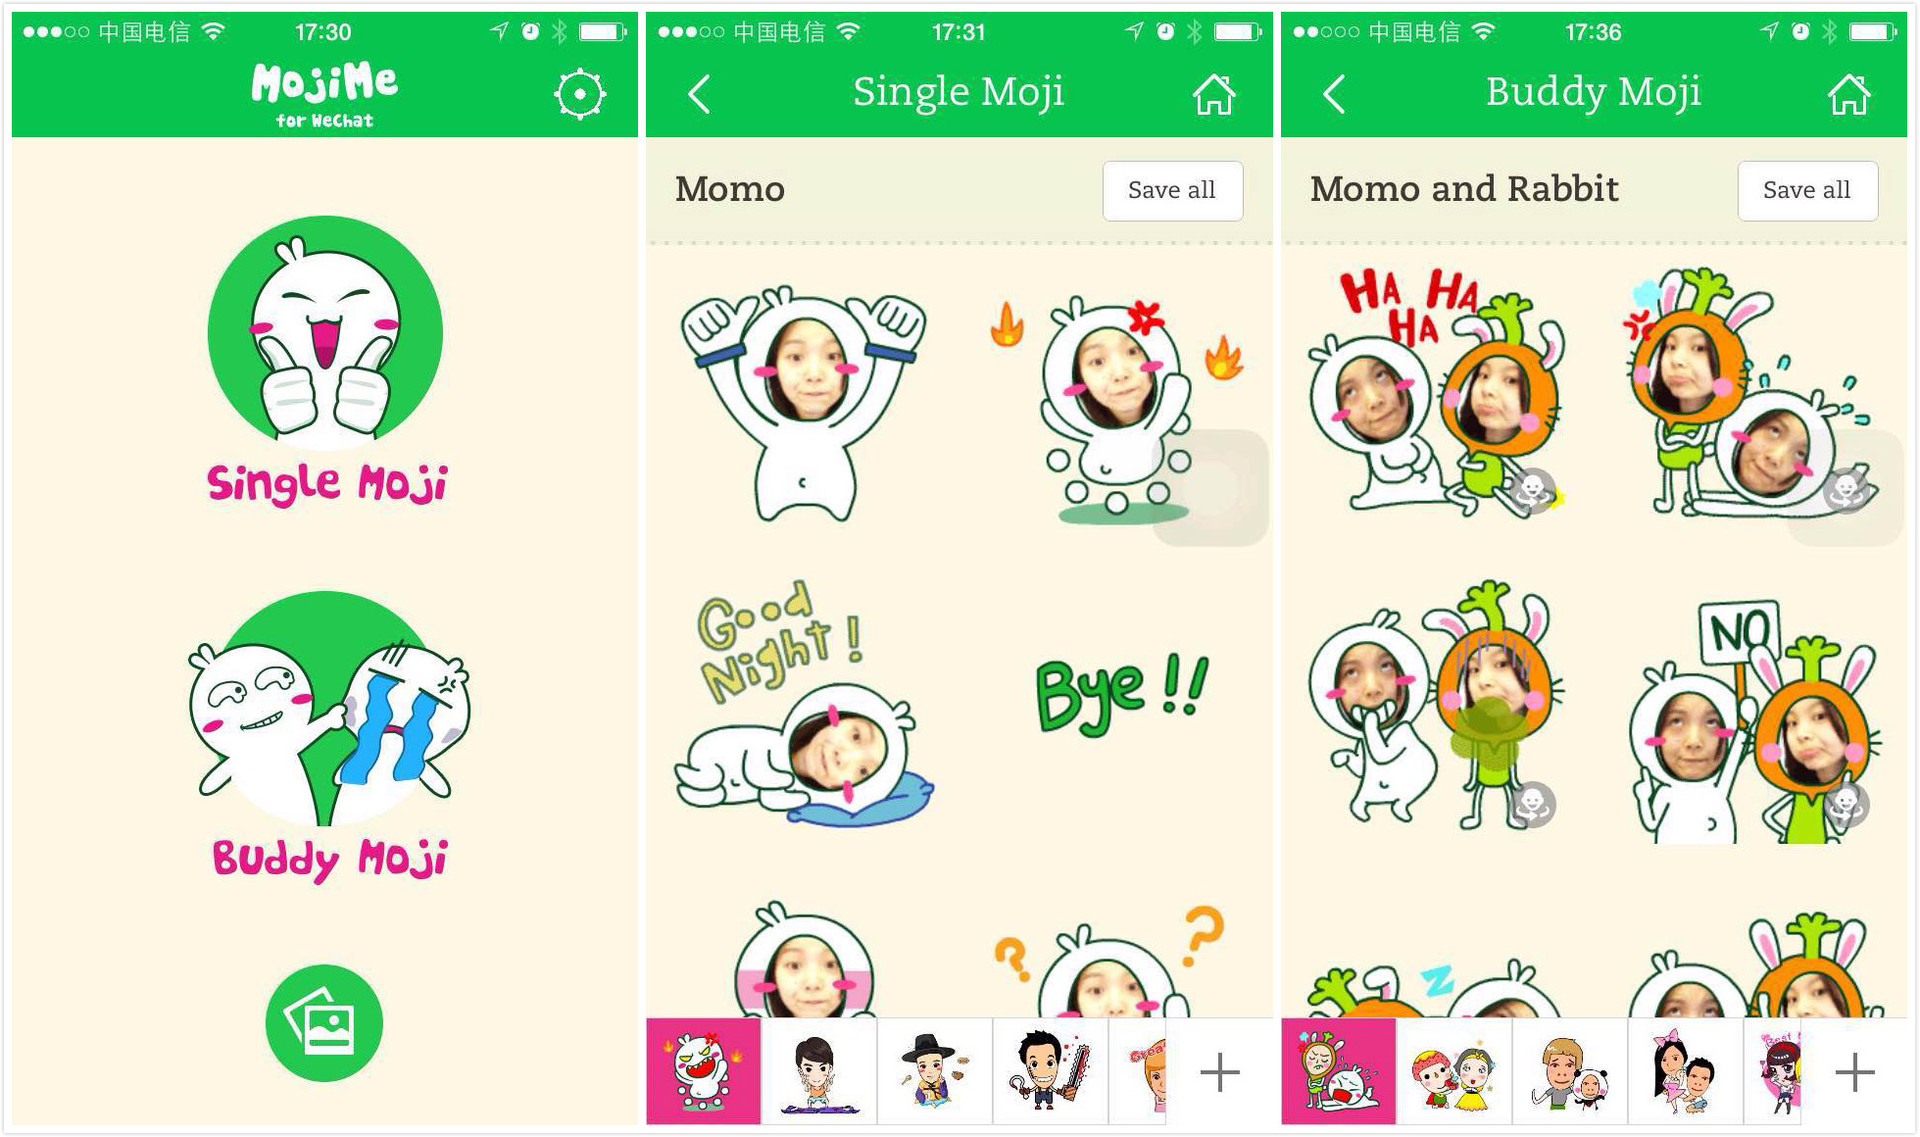 中国电信
17:30
MojiMe
for WeChat
Single Moji
Buddy Moji
中国电信
17:31
Single Moji
Momo
Save all
Good
Night!
Bye!!
?
?
中国电信
17:36
Buddy Moji
Momo and Rabbit
Save all
HA HA
HA
NO
Z